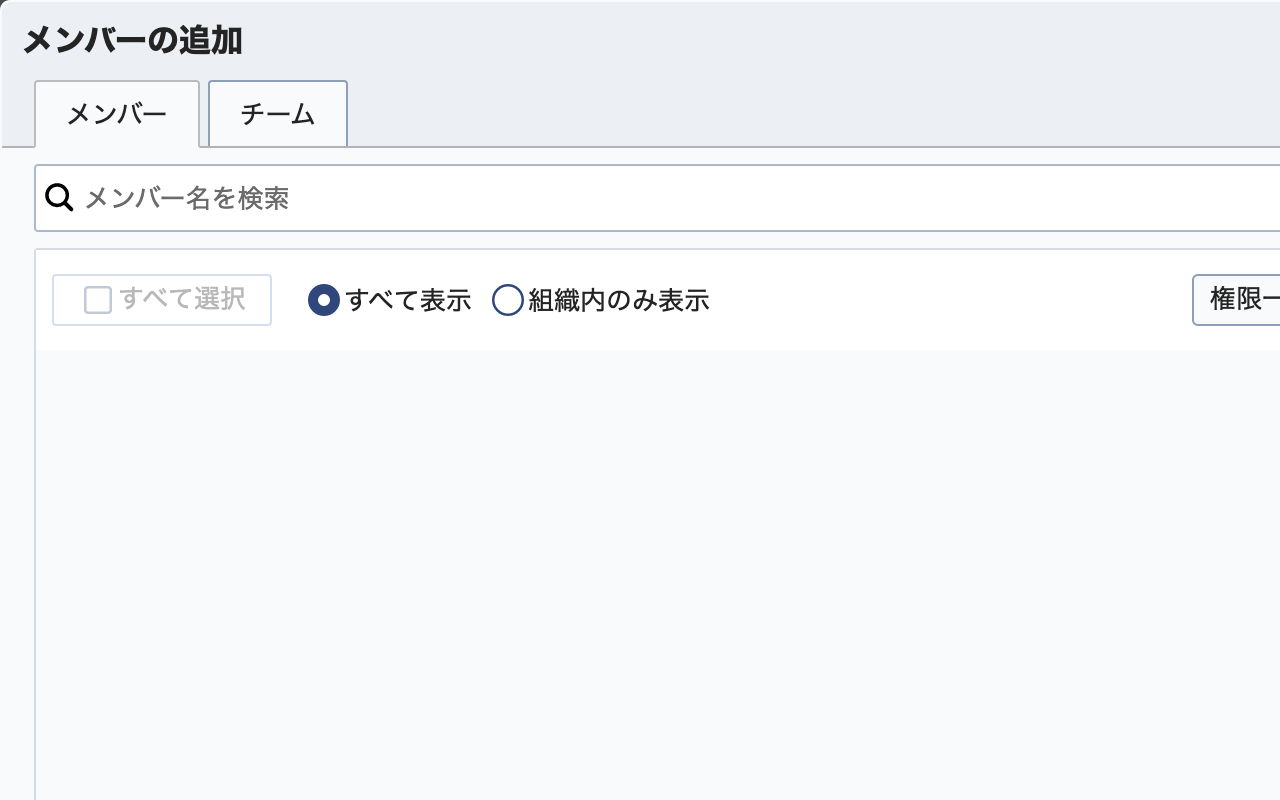 メンバーの追加
メンバー
チーム
メンバー名を検索
すべて選択
すべて表示
組織内のみ表示
権限一